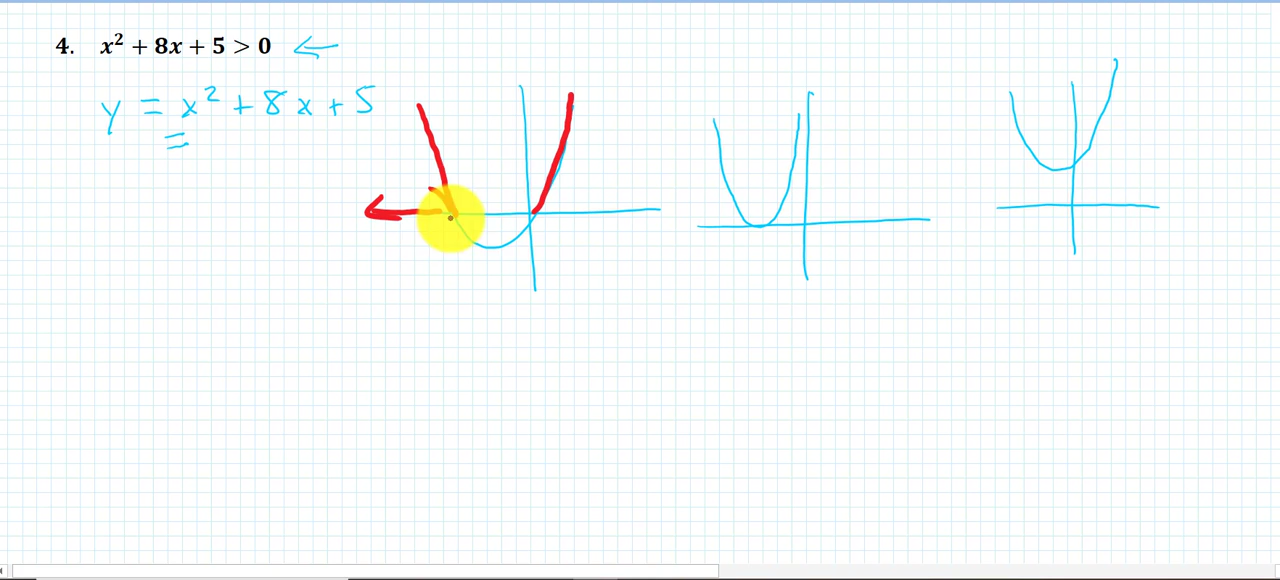 4. x² + 8x + 5 > 0 ←
y = x² + 8x + 5